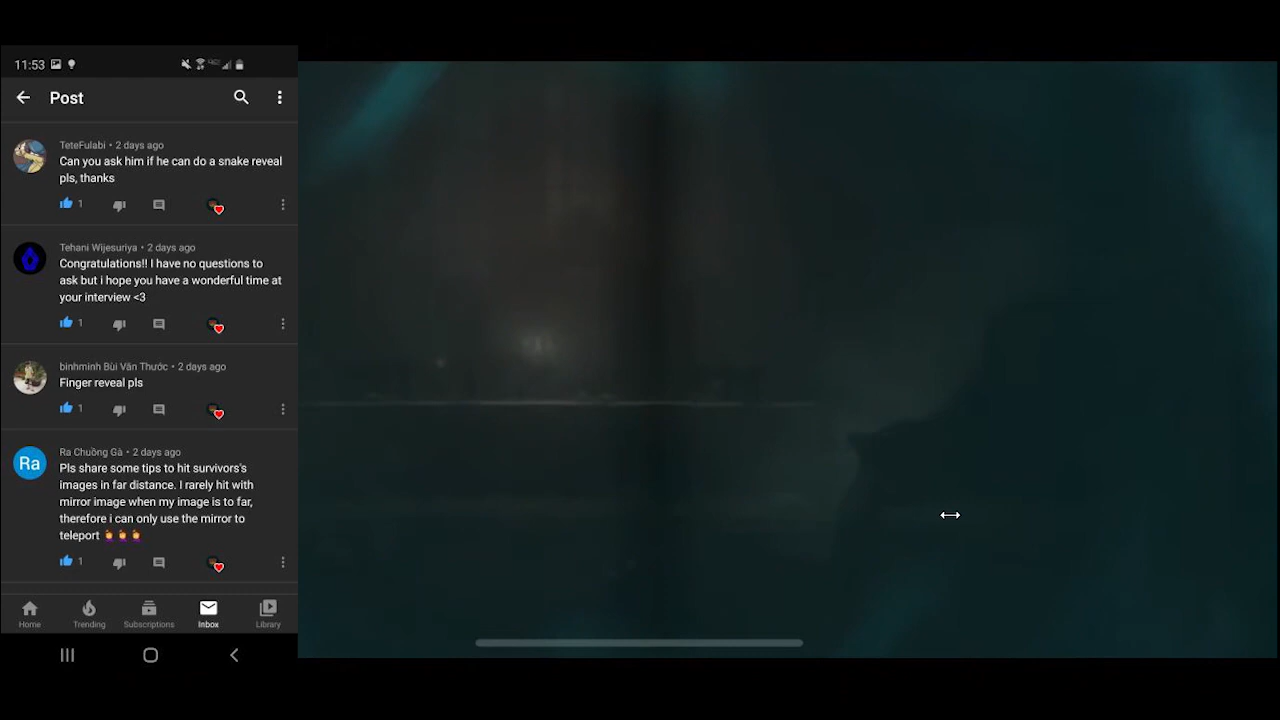 11:53
Post
TeteFulabi • 2 days ago
Can you ask him if he can do a snake reveal
pls, thanks
1
Tehani Wijesuriya • 2 days ago
Congratulations!! I have no questions to
ask but i hope you have a wonderful time at
your interview <3
1
binhminh Bùi Văn Thước • 2 days ago
Finger reveal pls
1
Ra
Ra Chuồng Gà • 2 days ago
Pls share some tips to hit survivors's
images in far distance. I rarely hit with
mirror image when my image is to far,
therefore i can only use the mirror to
teleport
1
Home Trending Subscriptions Inbox Library